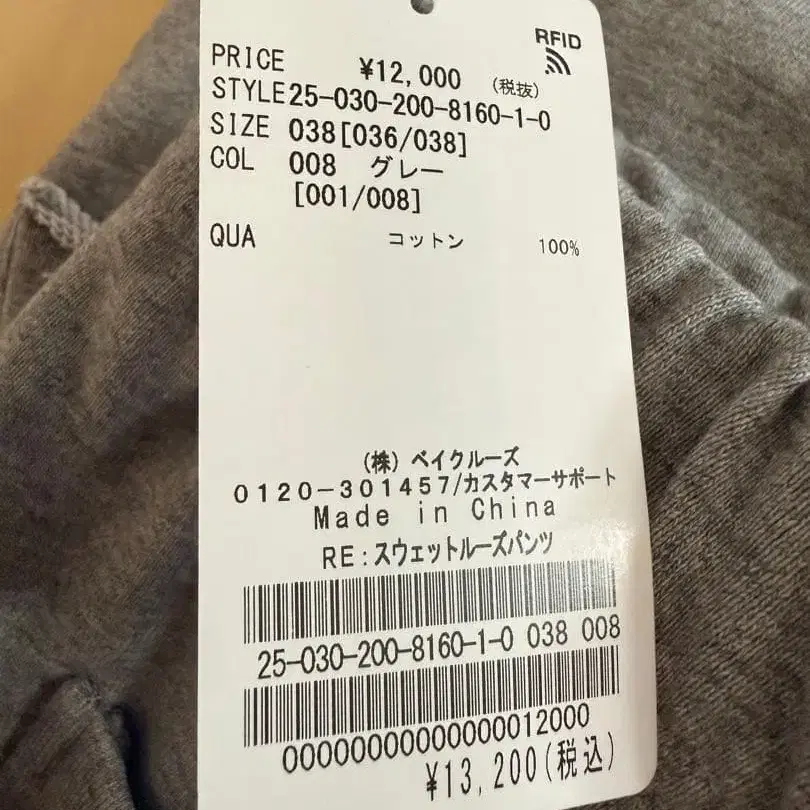 RFID
PRICE ¥12,000 (税抜)
STYLE 25-030-200-8160-1-0
SIZE 038[036/038]
COL 008 グレー
[001/008]
QUA コットン 100%
(株) ベイクルーズ
0120-301457/カスタマーサポート
Made in China
RE:スウェットルーズパンツ
25-030-200-8160-1-0 038 008
00000000000000012000
¥13,200(税込)